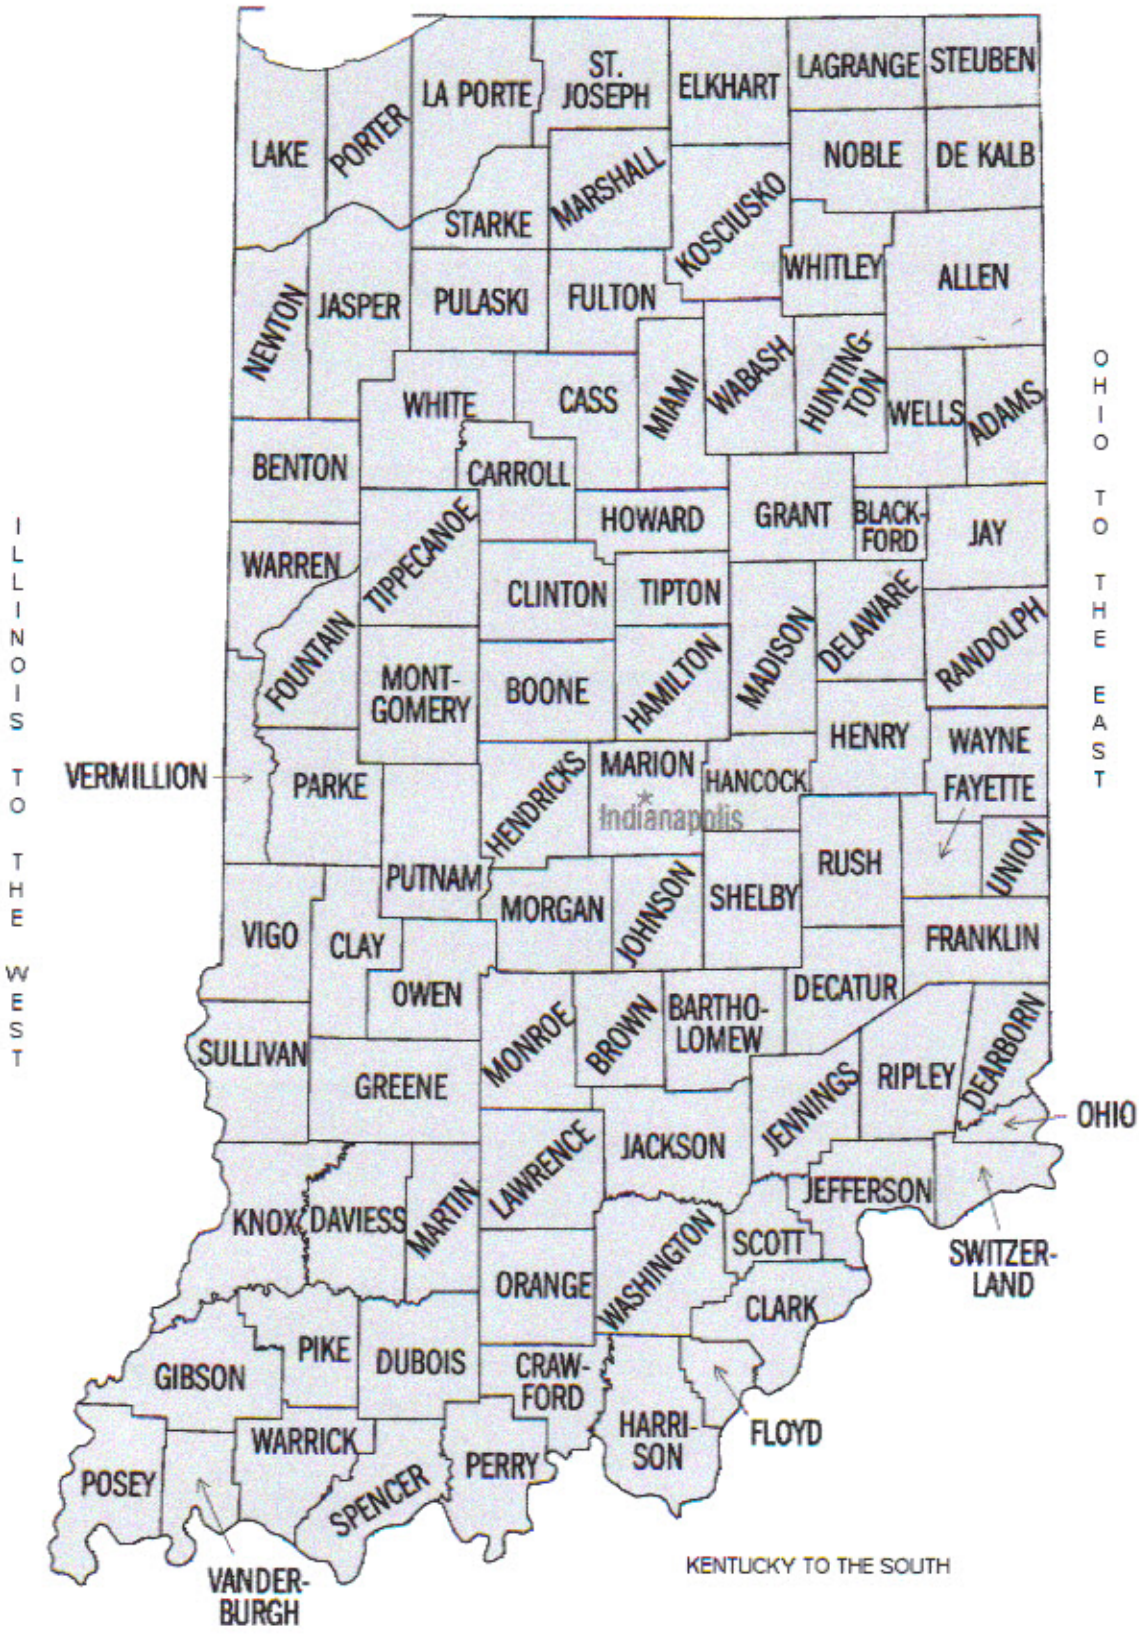 ST.
JOSEPH
LAGRANGE
STEUBEN
LA PORTE
ELKHART
LAKE
PORTER
NOBLE
DE KALB
MARSHALL
STARKE
KOSCIUSKO
WHITLEY
ALLEN
NEWTON
JASPER
PULASKI
FULTON
WHITE
CASS
MIAMI
WABASH
HUNTING-
TON
WELLS
ADAMS
BENTON
CARROLL
HOWARD
GRANT
BLACK-
FORD
JAY
WARREN
TIPPECANOE
CLINTON
TIPTON
MADISON
DELAWARE
RANDOLPH
FOUNTAIN
MONT-
GOMERY
BOONE
HAMILTON
HENRY
WAYNE
VERMILLION
PARKE
HENDRICKS
MARION
Indianapolis
HANCOCK
FAYETTE
PUTNAM
RUSH
UNION
MORGAN
JOHNSON
SHELBY
VIGO
CLAY
FRANKLIN
OWEN
DECATUR
MONROE
BROWN
BARTHO-
LOMEW
SULLIVAN
GREENE
JENNINGS
RIPLEY
DEARBORN
OHIO
LAWRENCE
JACKSON
KNOX
DAVIESS
MARTIN
JEFFERSON
SWITZER-
LAND
SCOTT
ORANGE
WASHINGTON
CLARK
GIBSON
PIKE
DUBOIS
CRAW-
FORD
FLOYD
HARRI-
SON
POSEY
WARRICK
SPENCER
PERRY
VANDER-
BURGH
ILLINOIS TO THE WEST
OHIO TO THE EAST
KENTUCKY TO THE SOUTH